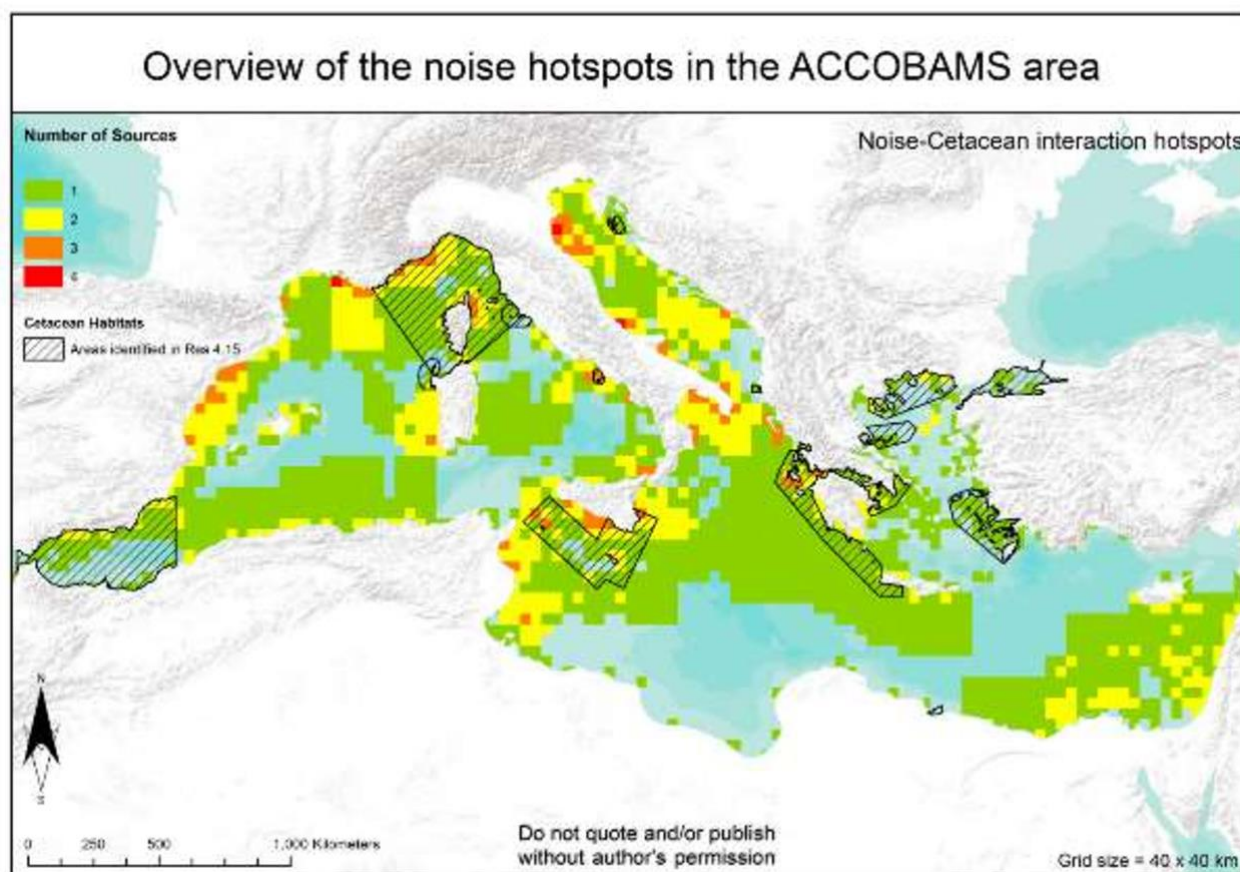 Overview of the noise hotspots in the ACCOBAMS area
Number of Sources
Noise-Cetacean interaction hotspots
1
2
3
Cetacean Habitats
Areas identified in Res 4.15
N
S
0 250 500 1,000 Kilometers
Do not quote and/or publish
without author's permission
Grid size = 40 x 40 km